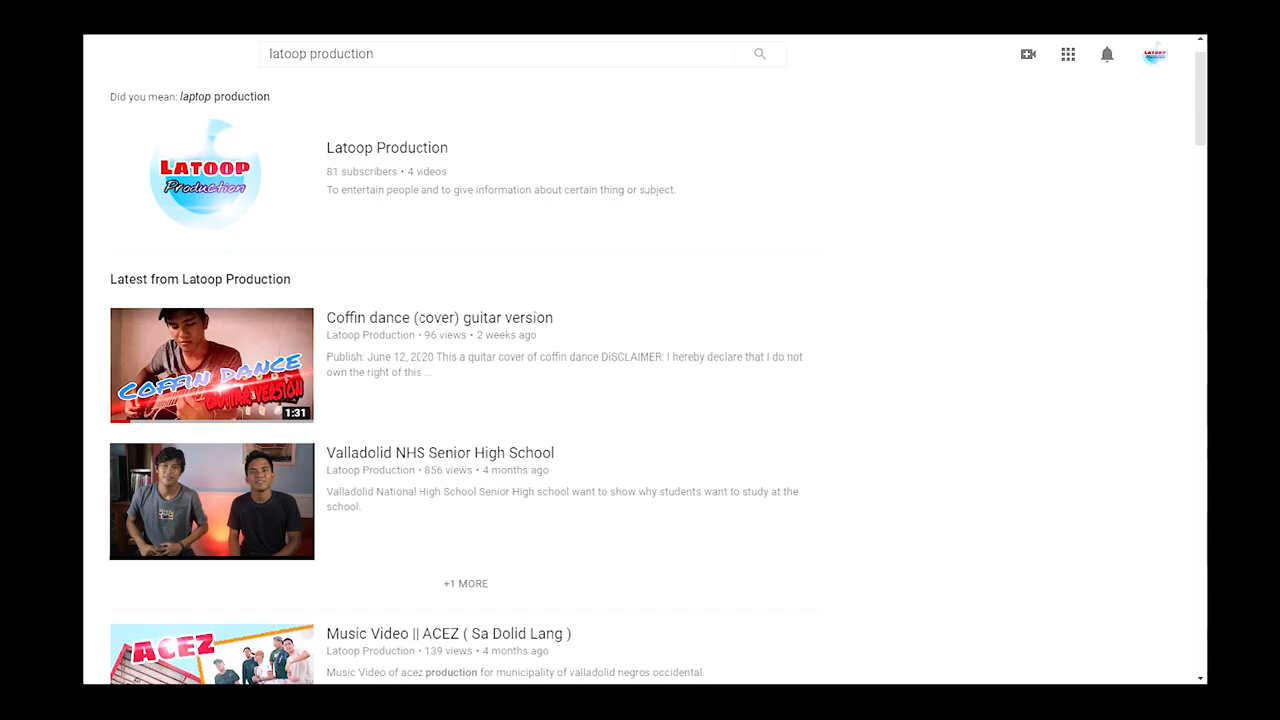 latoop production
LATOOP
Did you mean: laptop production
LATOOP
Production
Latoop Production
81 subscribers • 4 videos
To entertain people and to give information about certain thing or subject.
Latest from Latoop Production
COFFIN DANCE
GUITAR VERSION
1:31
Coffin dance (cover) guitar version
Latoop Production • 96 views • 2 weeks ago
Publish: June 12, 2020 This a quitar cover of coffin dance DiSCLAIMER: I hereby declare that I do not
own the right of this ...
Valladolid NHS Senior High School
Latoop Production • 856 views • 4 months ago
Valladolid National High School Senior High school want to show why students want to study at the
school.
+1 MORE
ACEZ
Music Video || ACEZ ( Sa Dolid Lang )
Latoop Production • 139 views • 4 months ago
Music Video of acez production for municipality of valladolid negros occidental.